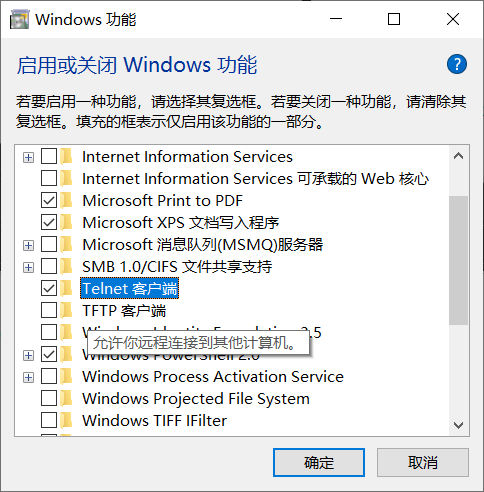 Windows 功能
启用或关闭 Windows 功能
若要启用一种功能，请选择其复选框。若要关闭一种功能，请清除其
复选框。填充的框表示仅启用该功能的一部分。
Internet Information Services
Internet Information Services 可承载的 Web 核心
Microsoft Print to PDF
Microsoft XPS 文档写入程序
Microsoft 消息队列(MSMQ)服务器
SMB 1.0/CIFS 文件共享支持
Telnet 客户端
TFTP 客户端
允许你远程连接到其他计算机。
Windows PowerShell 2.0
Windows Process Activation Service
Windows Projected File System
Windows TIFF IFilter
确定
取消